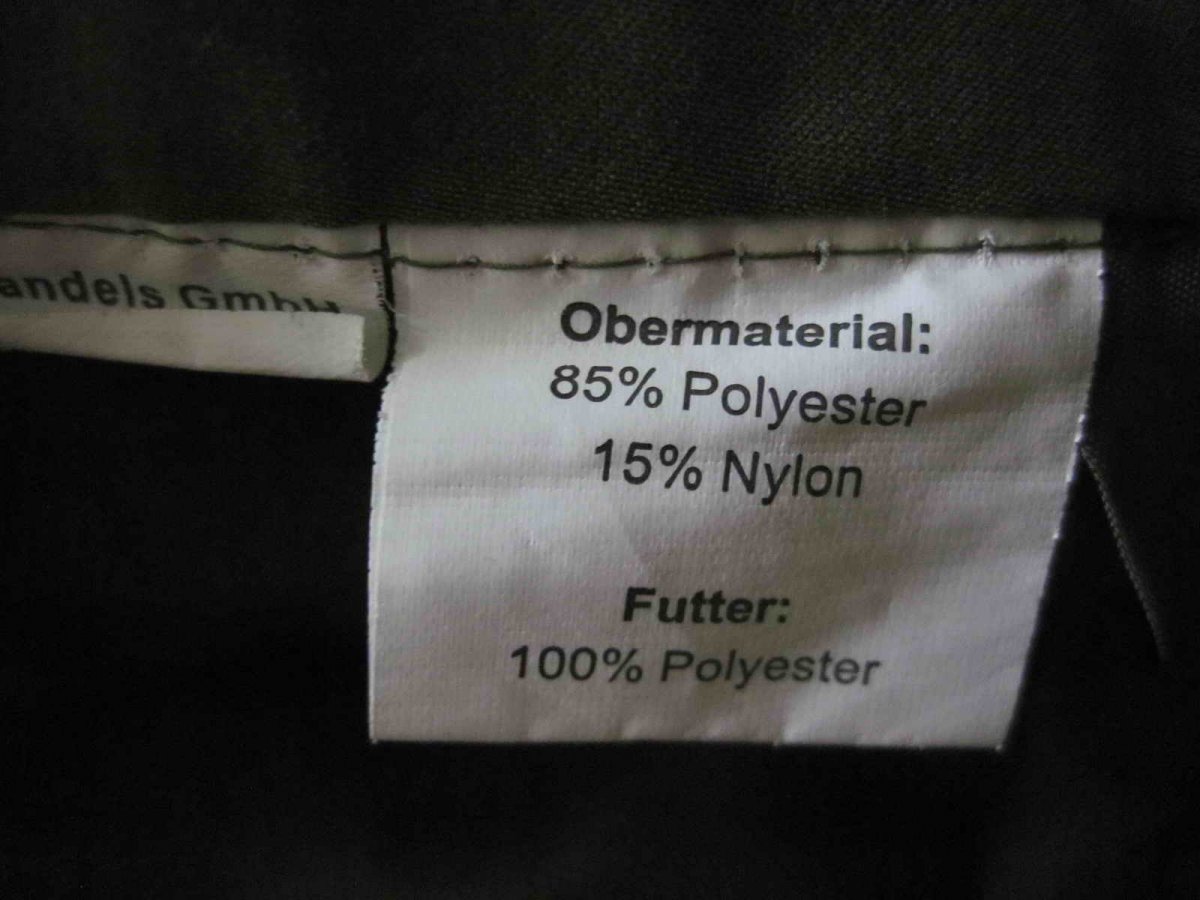 andels GmbH
Obermaterial:
85% Polyester
15% Nylon
Futter:
100% Polyester